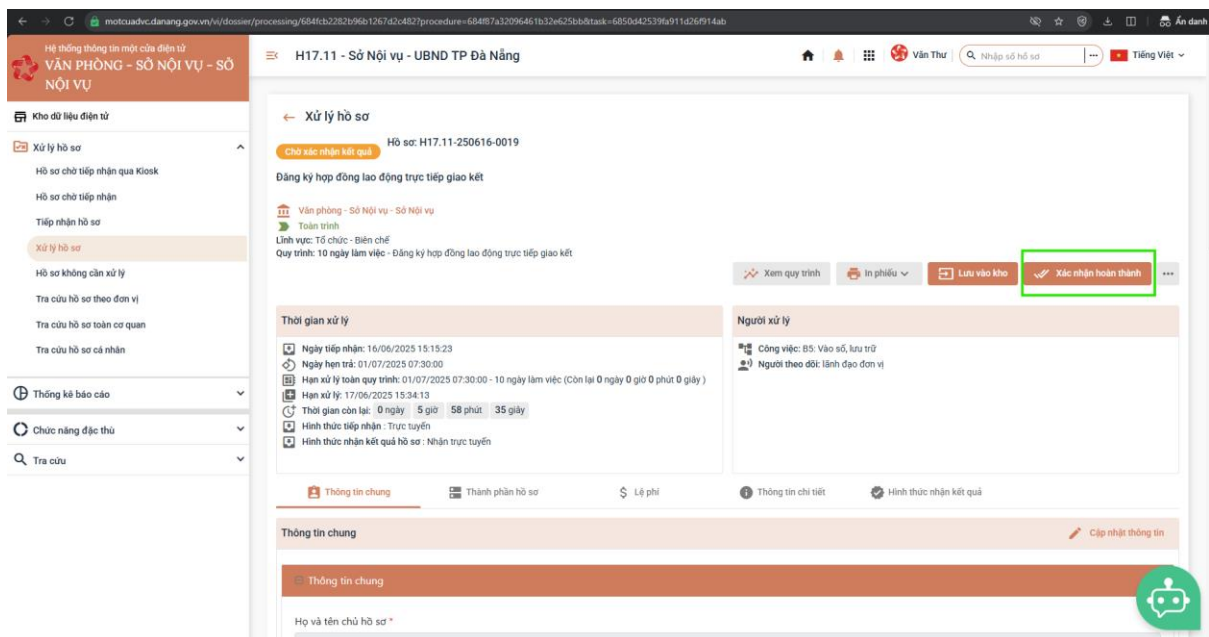 motcuadvc.danang.gov.vn/vi/dossier/processing/684fcb2282b96b1267d2c482?procedure=684f87a32096461b32e625bb&task=6850d42539fa911d26f914ab
Ẩn danh
Hệ thống thông tin một cửa điện tử
VĂN PHÒNG - SỞ NỘI VỤ - SỞ NỘI VỤ
H17.11 - Sở Nội vụ - UBND TP Đà Nẵng
Văn Thư
Nhập số hồ sơ
Tiếng Việt
Kho dữ liệu điện tử
Xử lý hồ sơ
Hồ sơ chờ tiếp nhận qua Kiosk
Hồ sơ chờ tiếp nhận
Tiếp nhận hồ sơ
Xử lý hồ sơ
Hồ sơ không cần xử lý
Tra cứu hồ sơ theo đơn vị
Tra cứu hồ sơ toàn cơ quan
Tra cứu hồ sơ cá nhân
Thống kê báo cáo
Chức năng đặc thù
Tra cứu
Xử lý hồ sơ
Chờ xác nhận kết quả
Hồ sơ: H17.11-250616-0019
Đăng ký hợp đồng lao động trực tiếp giao kết
Văn phòng - Sở Nội vụ - Sở Nội vụ
Toàn trình
Lĩnh vực: Tổ chức - Biên chế
Quy trình: 10 ngày làm việc - Đăng ký hợp đồng lao động trực tiếp giao kết
Xem quy trình
In phiếu
Lưu vào kho
Xác nhận hoàn thành
Thời gian xử lý
Ngày tiếp nhận: 16/06/2025 15:15:23
Ngày hẹn trả: 01/07/2025 07:30:00
Hạn xử lý toàn quy trình: 01/07/2025 07:30:00 - 10 ngày làm việc (Còn lại 0 ngày 0 giờ 0 phút 0 giây )
Hạn xử lý: 17/06/2025 15:34:13
Thời gian còn lại: 0 ngày 5 giờ 58 phút 35 giây
Hình thức tiếp nhận : Trực tuyến
Hình thức nhận kết quả hồ sơ : Nhận trực tuyến
Người xử lý
Công việc: B5: Vào số, lưu trữ
Người theo dõi: lãnh đạo đơn vị
Thông tin chung
Thành phần hồ sơ
$ Lệ phí
Thông tin chi tiết
Hình thức nhận kết quả
Thông tin chung
Cập nhật thông tin
Thông tin chung
Họ và tên chủ hồ sơ *